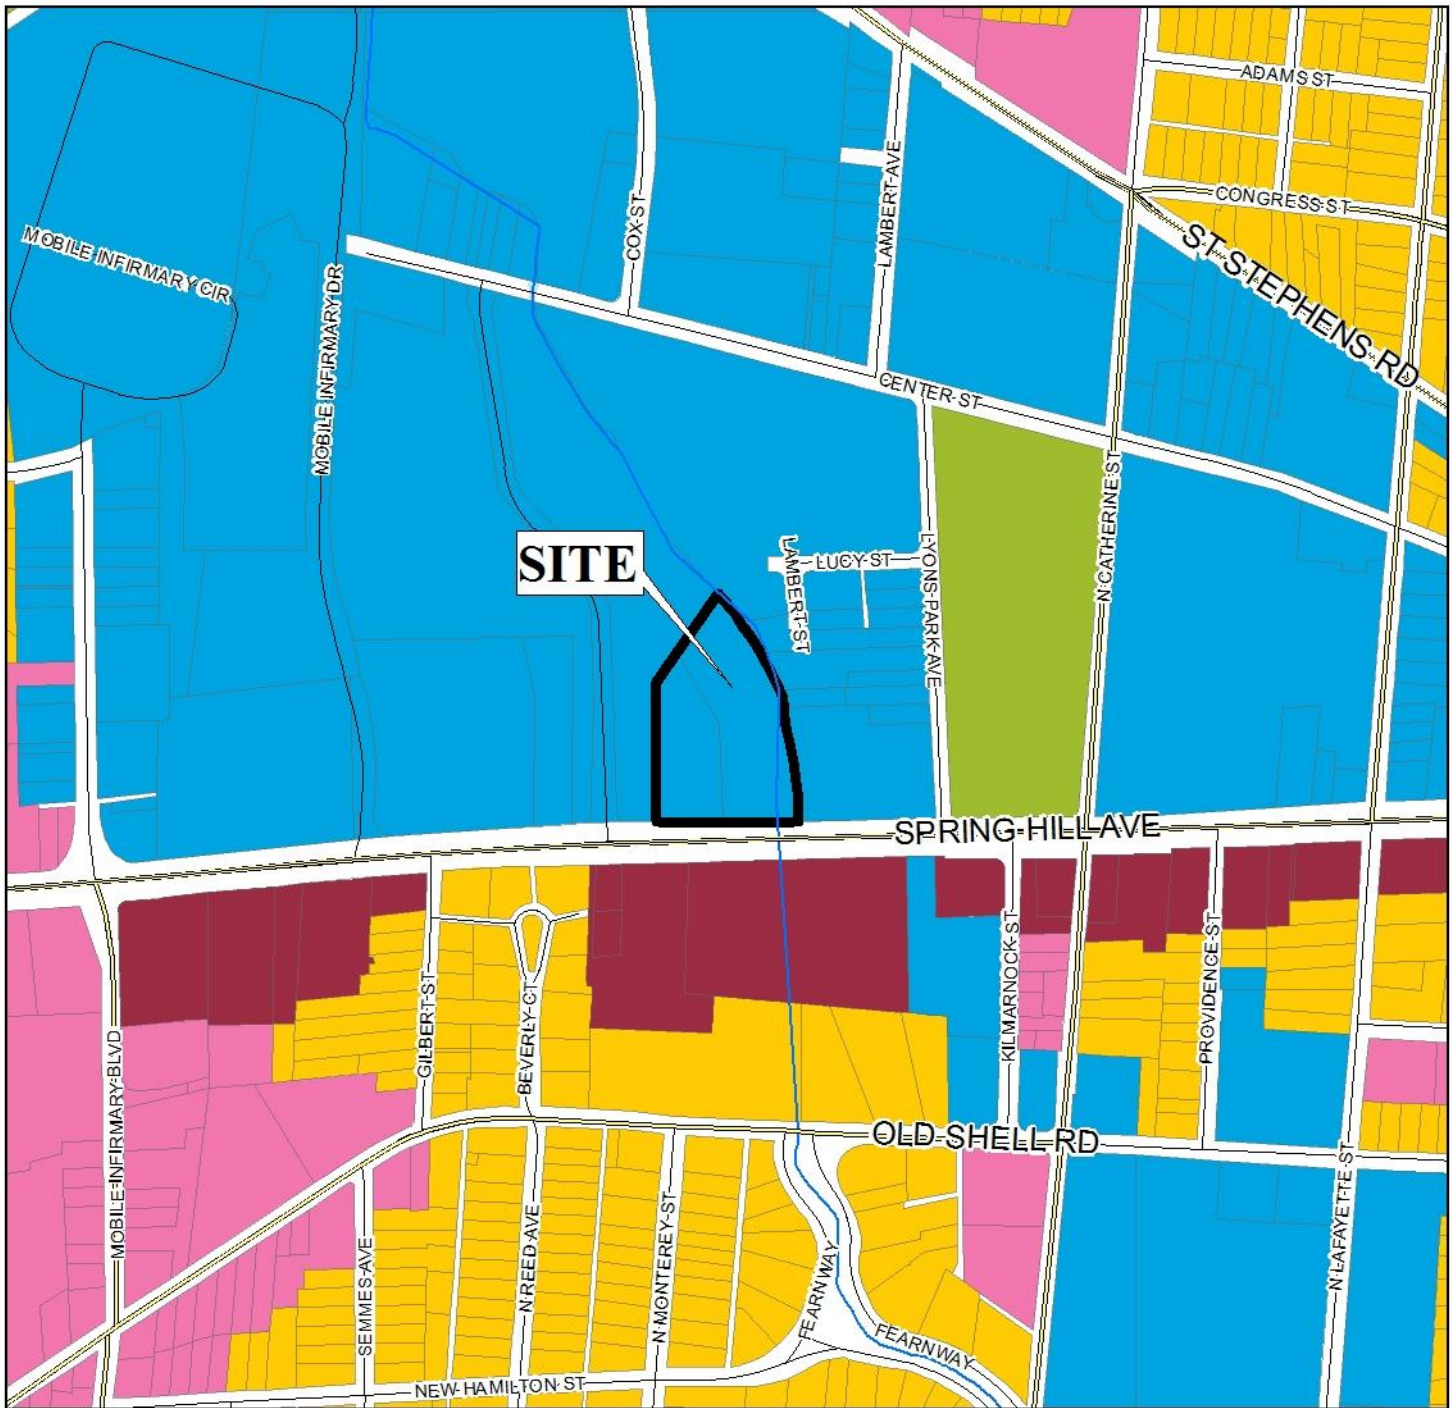 ADAMS ST
CONGRESS ST
ST STEPHENS RD
LAMBERT AVE
COX ST
MOBILE INFIRMARY CIR
MOBILE INFIRMARY DR
CENTER ST
N CATHERINE ST
SITE
LUCY ST
LAMBERT ST
LYONS PARK AVE
SPRING HILL AVE
KILMARNOCK ST
PROVIDENCE ST
GILBERT ST
BEVERLY CT
MOBILE INFIRMARY BLVD
OLD SHELL RD
N LAFAYETTE ST
SEMMES AVE
N REED AVE
N MONTEREY ST
FEARNWAY
FEARNWAY
NEW HAMILTON ST